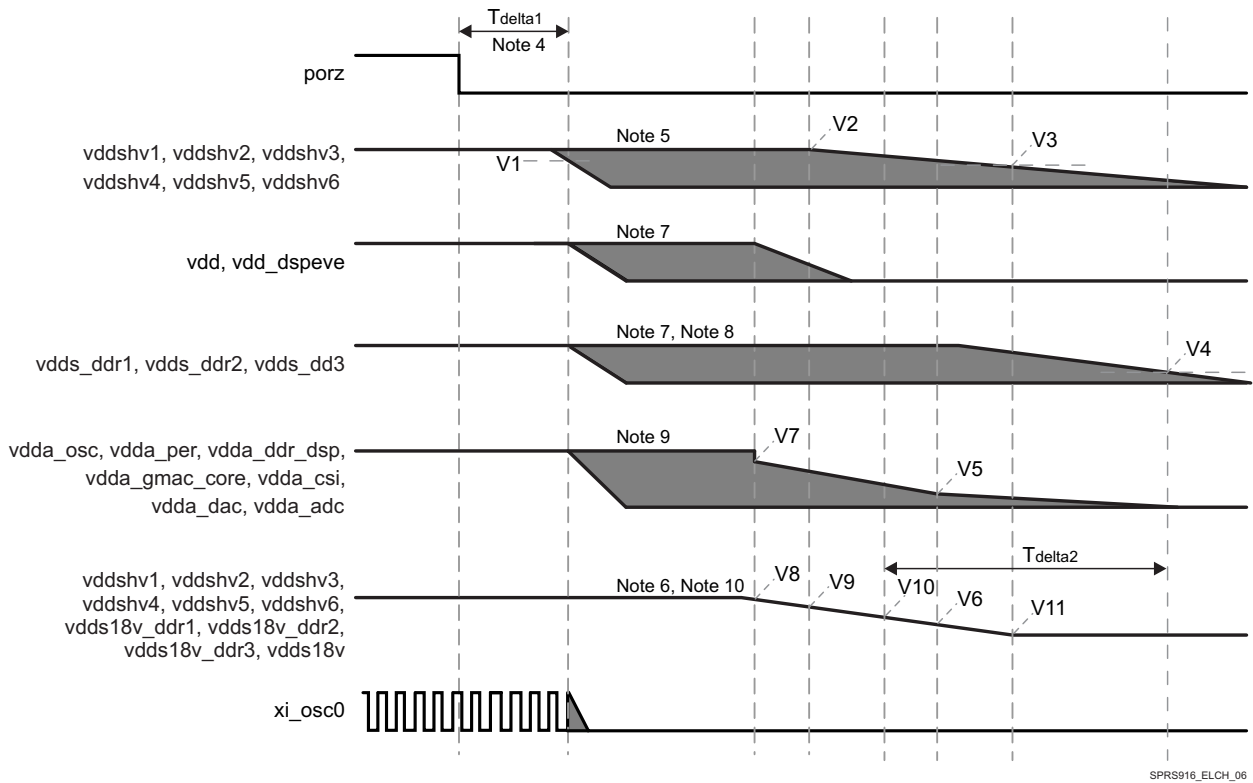 Tdelta1
Note 4
porz
vddshv1, vddshv2, vddshv3,
vddshv4, vddshv5, vddshv6
Note 5
V1
V2
V3
vdd, vdd_dspeve
Note 7
vdds_ddr1, vdds_ddr2, vdds_dd3
Note 7, Note 8
V4
vdda_osc, vdda_per, vdda_ddr_dsp,
vdda_gmac_core, vdda_csi,
vdda_dac, vdda_adc
Note 9
V7
V5
Tdelta2
vddshv1, vddshv2, vddshv3,
vddshv4, vddshv5, vddshv6,
vdds18v_ddr1, vdds18v_ddr2,
vdds18v_ddr3, vdds18v
Note 6, Note 10
V8
V9
V10
V6
V11
xi_osc0
SPRS916_ELCH_06